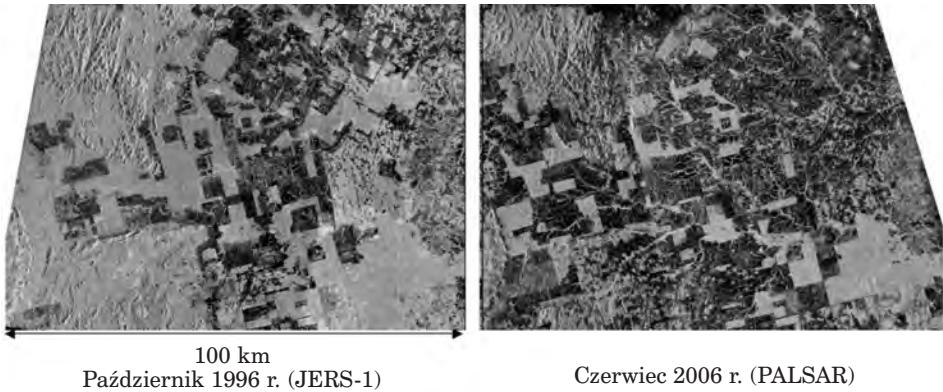 100 km
Październik 1996 r. (JERS-1)
Czerwiec 2006 r. (PALSAR)